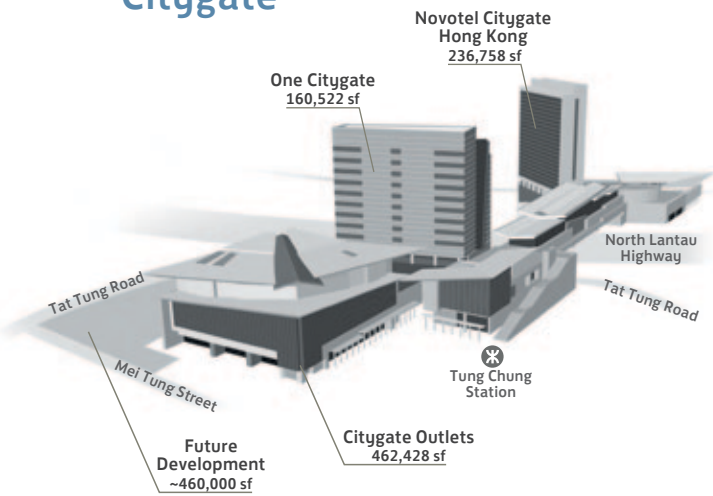 Citygate
Novotel Citygate
Hong Kong
236,758 sf
One Citygate
160,522 sf
North Lantau
Highway
Tat Tung Road
Tat Tung Road
Mei Tung Street
Tung Chung
Station
Citygate Outlets
462,428 sf
Future
Development
~460,000 sf